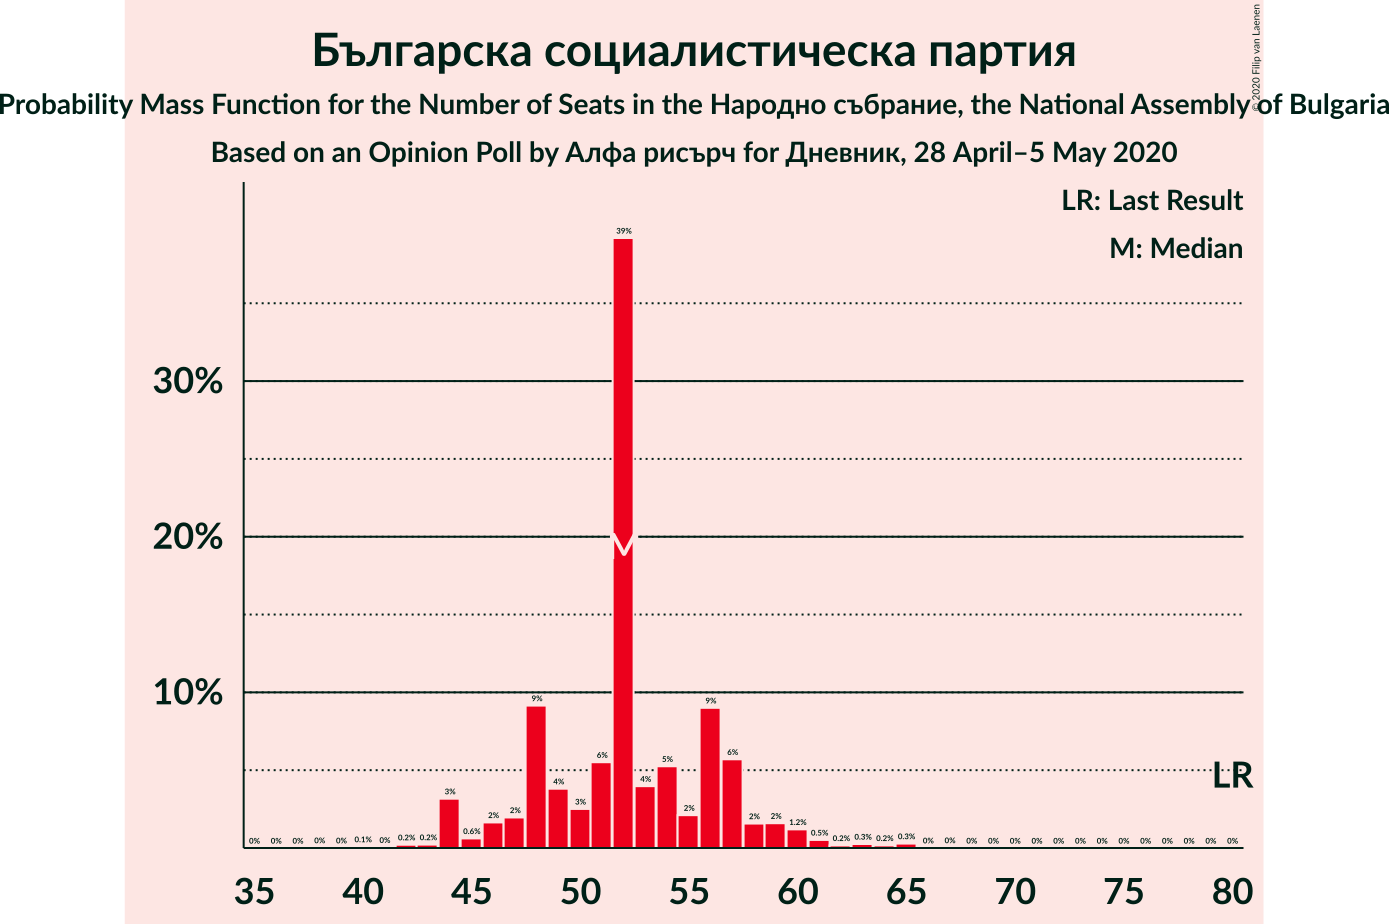 Българска социалистическа партия
Probability Mass Function for the Number of Seats in the Народно събрание, the National Assembly of Bulgaria
Based on an Opinion Poll by Алфа рисърч for Дневник, 28 April–5 May 2020
© 2020 Filip van Laenen
LR: Last Result
M: Median
39%
30%
20%
10%
9%
9%
6%
6%
5%
4%
4%
3%
3%
2%
2%
2%
2%
2%
1.2%
0.6%
0.5%
LR
0% 0% 0% 0% 0% 0.1% 0% 0.2% 0.2% 0.2% 0.3% 0.2% 0.3% 0% 0% 0% 0% 0% 0% 0% 0% 0% 0% 0% 0% 0% 0% 0%
35 40 45 50 55 60 65 70 75 80